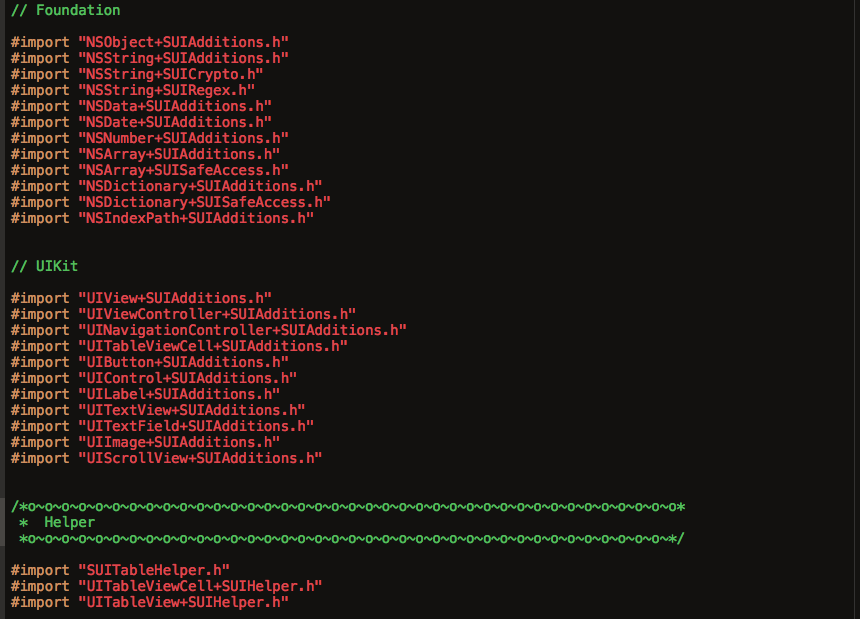 // Foundation
#import "NSObject+SUIAdditions.h"
#import "NSString+SUIAdditions.h"
#import "NSString+SUICrypto.h"
#import "NSString+SUIRegex.h"
#import "NSData+SUIAdditions.h"
#import "NSDate+SUIAdditions.h"
#import "NSNumber+SUIAdditions.h"
#import "NSArray+SUIAdditions.h"
#import "NSArray+SUISafeAccess.h"
#import "NSDictionary+SUIAdditions.h"
#import "NSDictionary+SUISafeAccess.h"
#import "NSIndexPath+SUIAdditions.h"
// UIKit
#import "UIView+SUIAdditions.h"
#import "UIViewController+SUIAdditions.h"
#import "UINavigationController+SUIAdditions.h"
#import "UITableViewCell+SUIAdditions.h"
#import "UIButton+SUIAdditions.h"
#import "UIControl+SUIAdditions.h"
#import "UILabel+SUIAdditions.h"
#import "UITextView+SUIAdditions.h"
#import "UITextField+SUIAdditions.h"
#import "UIImage+SUIAdditions.h"
#import "UIScrollView+SUIAdditions.h"
/*o~o~o~o~o~o~o~o~o~o~o~o~o~o~o~o~o~o~o~o~o~o~o~o~o~o~o~o~o~o~o~o~o~o~o~o~o~o~o*
 *  Helper
 *o~o~o~o~o~o~o~o~o~o~o~o~o~o~o~o~o~o~o~o~o~o~o~o~o~o~o~o~o~o~o~o~o~o~o~o~o~o~*/
#import "SUITableHelper.h"
#import "UITableViewCell+SUIHelper.h"
#import "UITableView+SUIHelper.h"